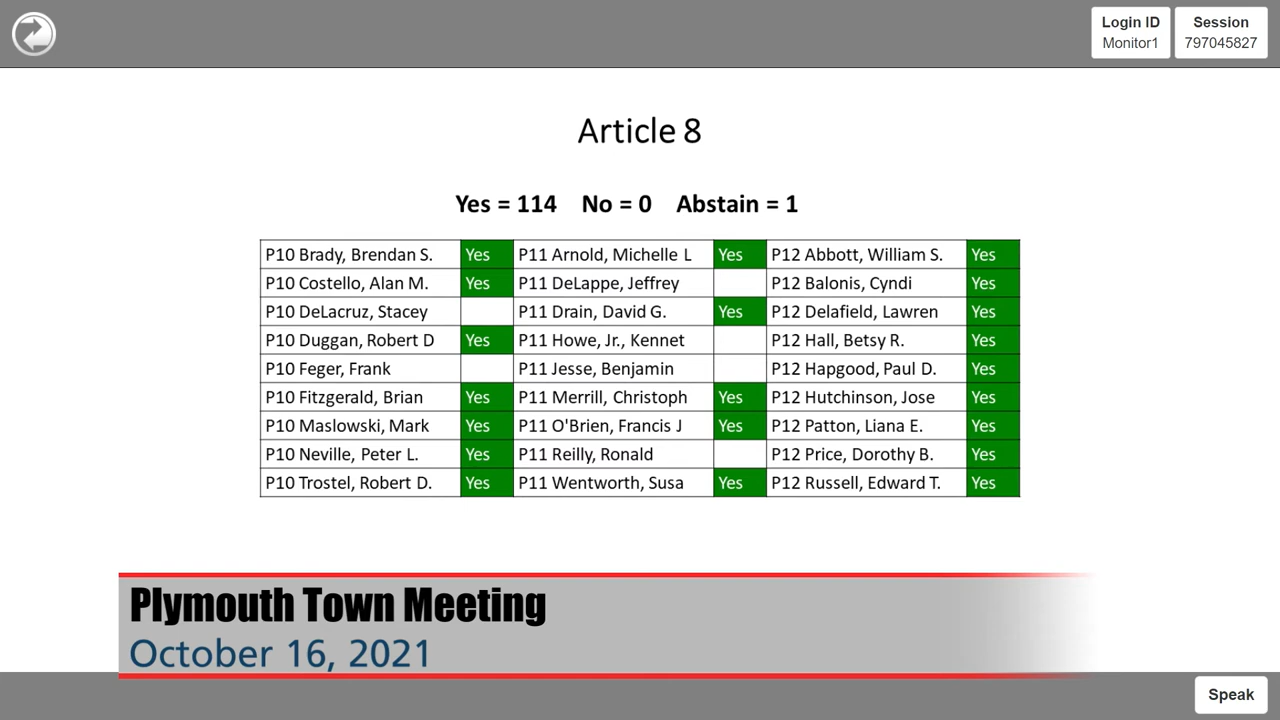 Login ID
Monitor1
Session
797045827
Article 8
Yes = 114 No = 0 Abstain = 1
P10 Brady, Brendan S. Yes P11 Arnold, Michelle L Yes P12 Abbott, William S. Yes
P10 Costello, Alan M. Yes P11 DeLappe, Jeffrey P12 Balonis, Cyndi Yes
P10 DeLacruz, Stacey P11 Drain, David G. Yes P12 Delafield, Lawren Yes
P10 Duggan, Robert D Yes P11 Howe, Jr., Kennet P12 Hall, Betsy R. Yes
P10 Feger, Frank P11 Jesse, Benjamin P12 Hapgood, Paul D. Yes
P10 Fitzgerald, Brian Yes P11 Merrill, Christoph Yes P12 Hutchinson, Jose Yes
P10 Maslowski, Mark Yes P11 O'Brien, Francis J Yes P12 Patton, Liana E. Yes
P10 Neville, Peter L. Yes P11 Reilly, Ronald P12 Price, Dorothy B. Yes
P10 Trostel, Robert D. Yes P11 Wentworth, Susa Yes P12 Russell, Edward T. Yes
Plymouth Town Meeting
October 16, 2021
Speak